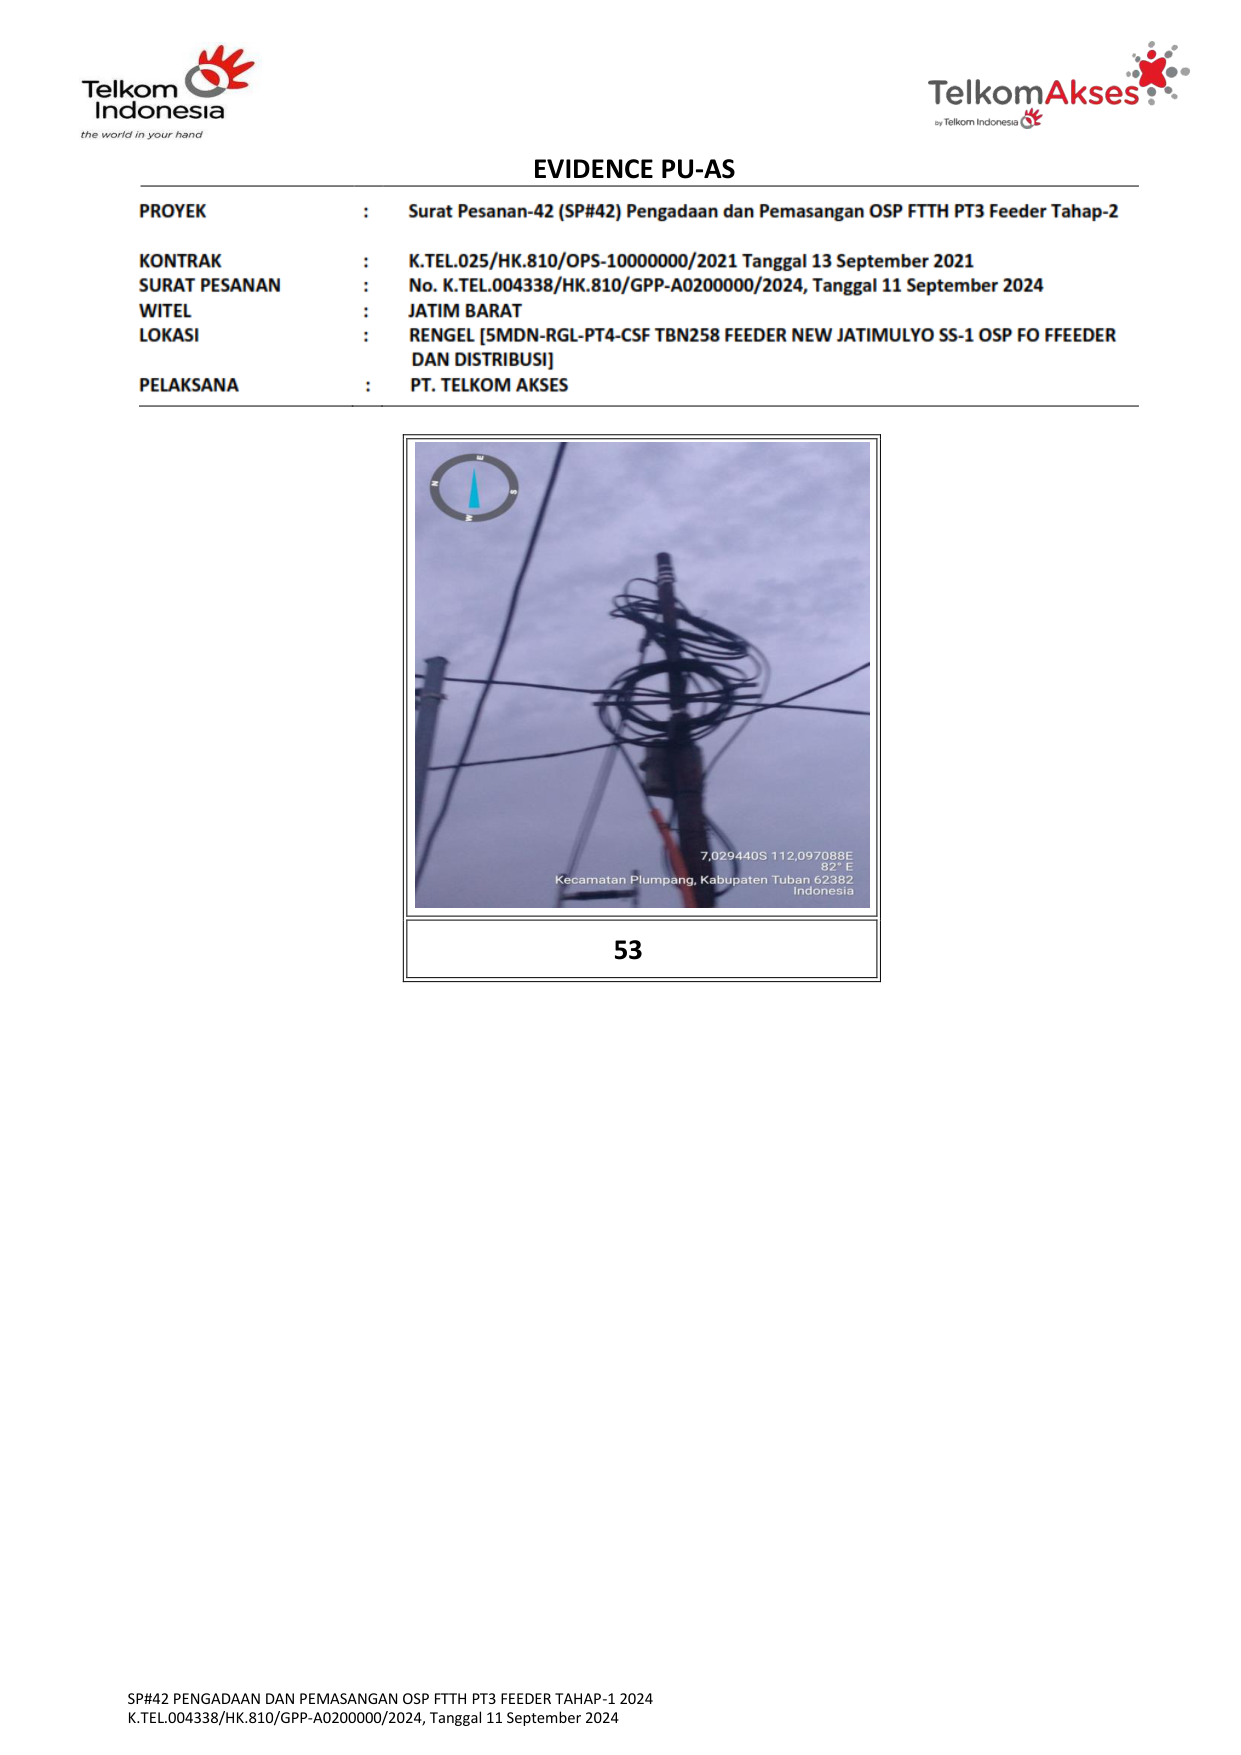 Telkom
Indonesia
the world in your hand
TelkomAkses
by Telkom Indonesia
EVIDENCE PU-AS
PROYEK : Surat Pesanan-42 (SP#42) Pengadaan dan Pemasangan OSP FTTH PT3 Feeder Tahap-2
KONTRAK : K.TEL.025/HK.810/OPS-10000000/2021 Tanggal 13 September 2021
SURAT PESANAN : No. K.TEL.004338/HK.810/GPP-A0200000/2024, Tanggal 11 September 2024
WITEL : JATIM BARAT
LOKASI : RENGEL [5MDN-RGL-PT4-CSF TBN258 FEEDER NEW JATIMULYO SS-1 OSP FO FFEEDER
DAN DISTRIBUSI]
PELAKSANA : PT. TELKOM AKSES
E
N
S
W
7,029440S 112,097088E
82° E
Kecamatan Plumpang, Kabupaten Tuban 62382
Indonesia
53
SP#42 PENGADAAN DAN PEMASANGAN OSP FTTH PT3 FEEDER TAHAP-1 2024
K.TEL.004338/HK.810/GPP-A0200000/2024, Tanggal 11 September 2024